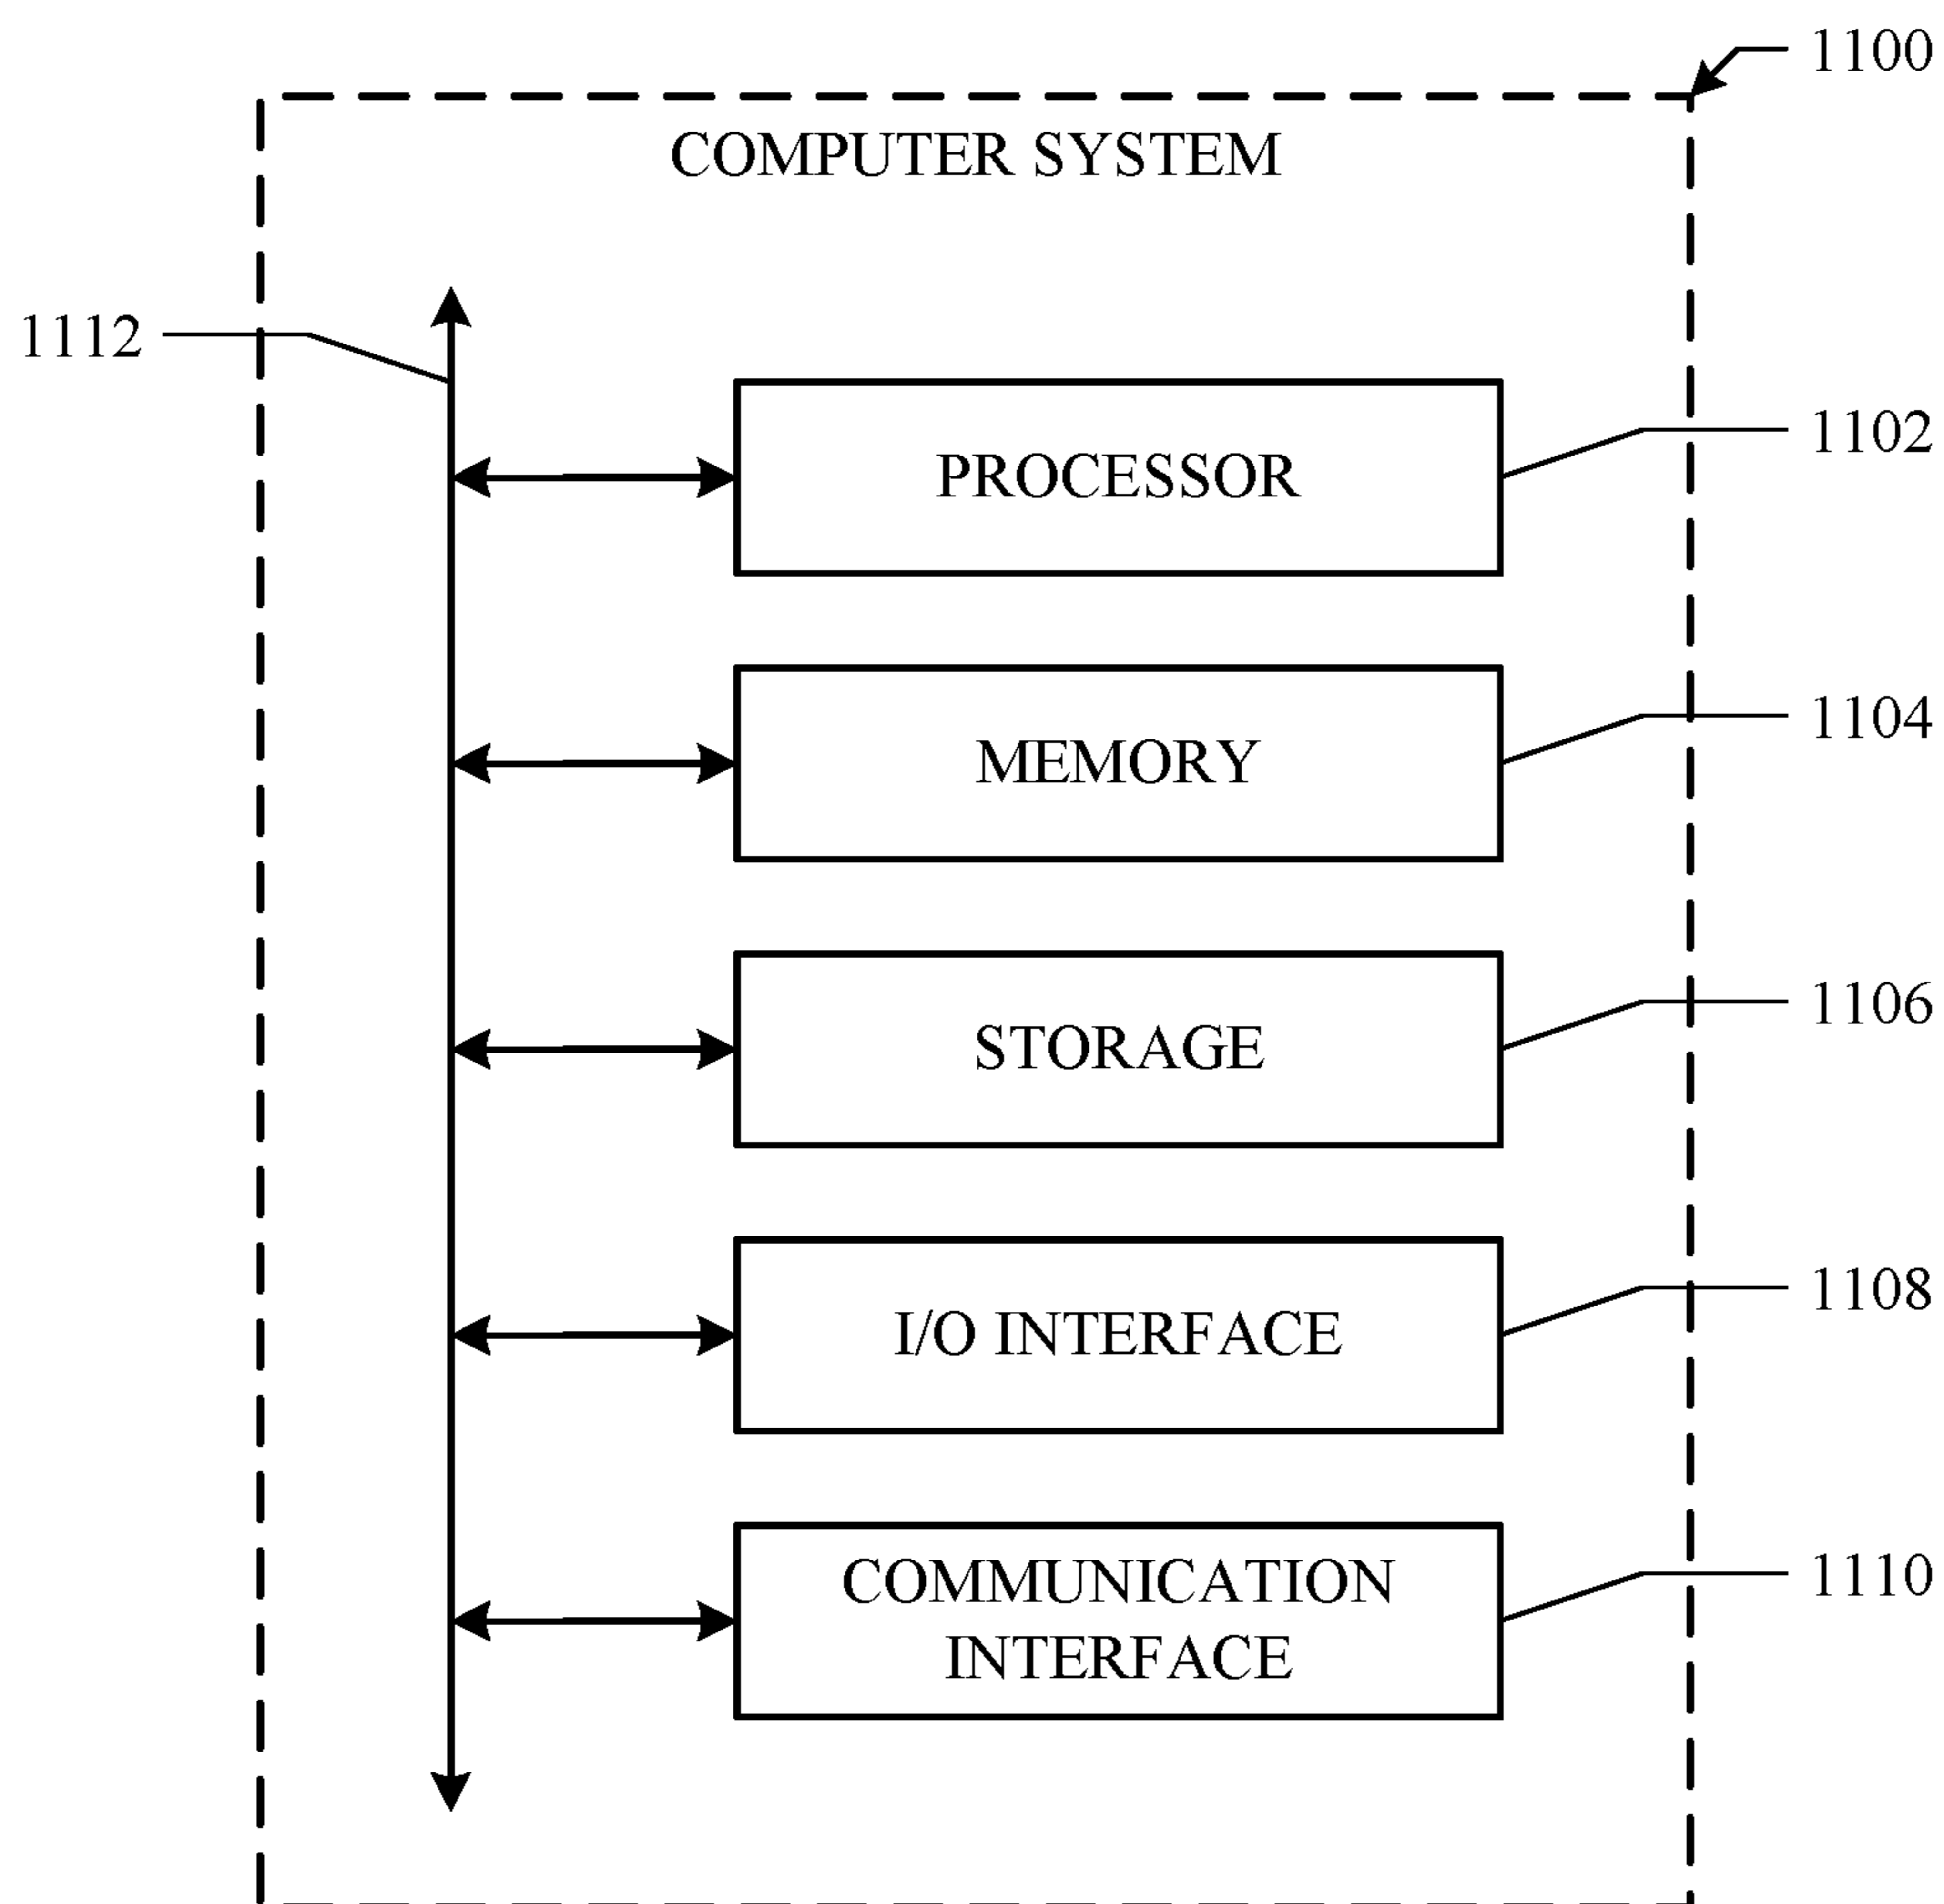 1100
COMPUTER SYSTEM
1112
PROCESSOR
1102
MEMORY
1104
STORAGE
1106
I/O INTERFACE
1108
COMMUNICATION
INTERFACE
1110